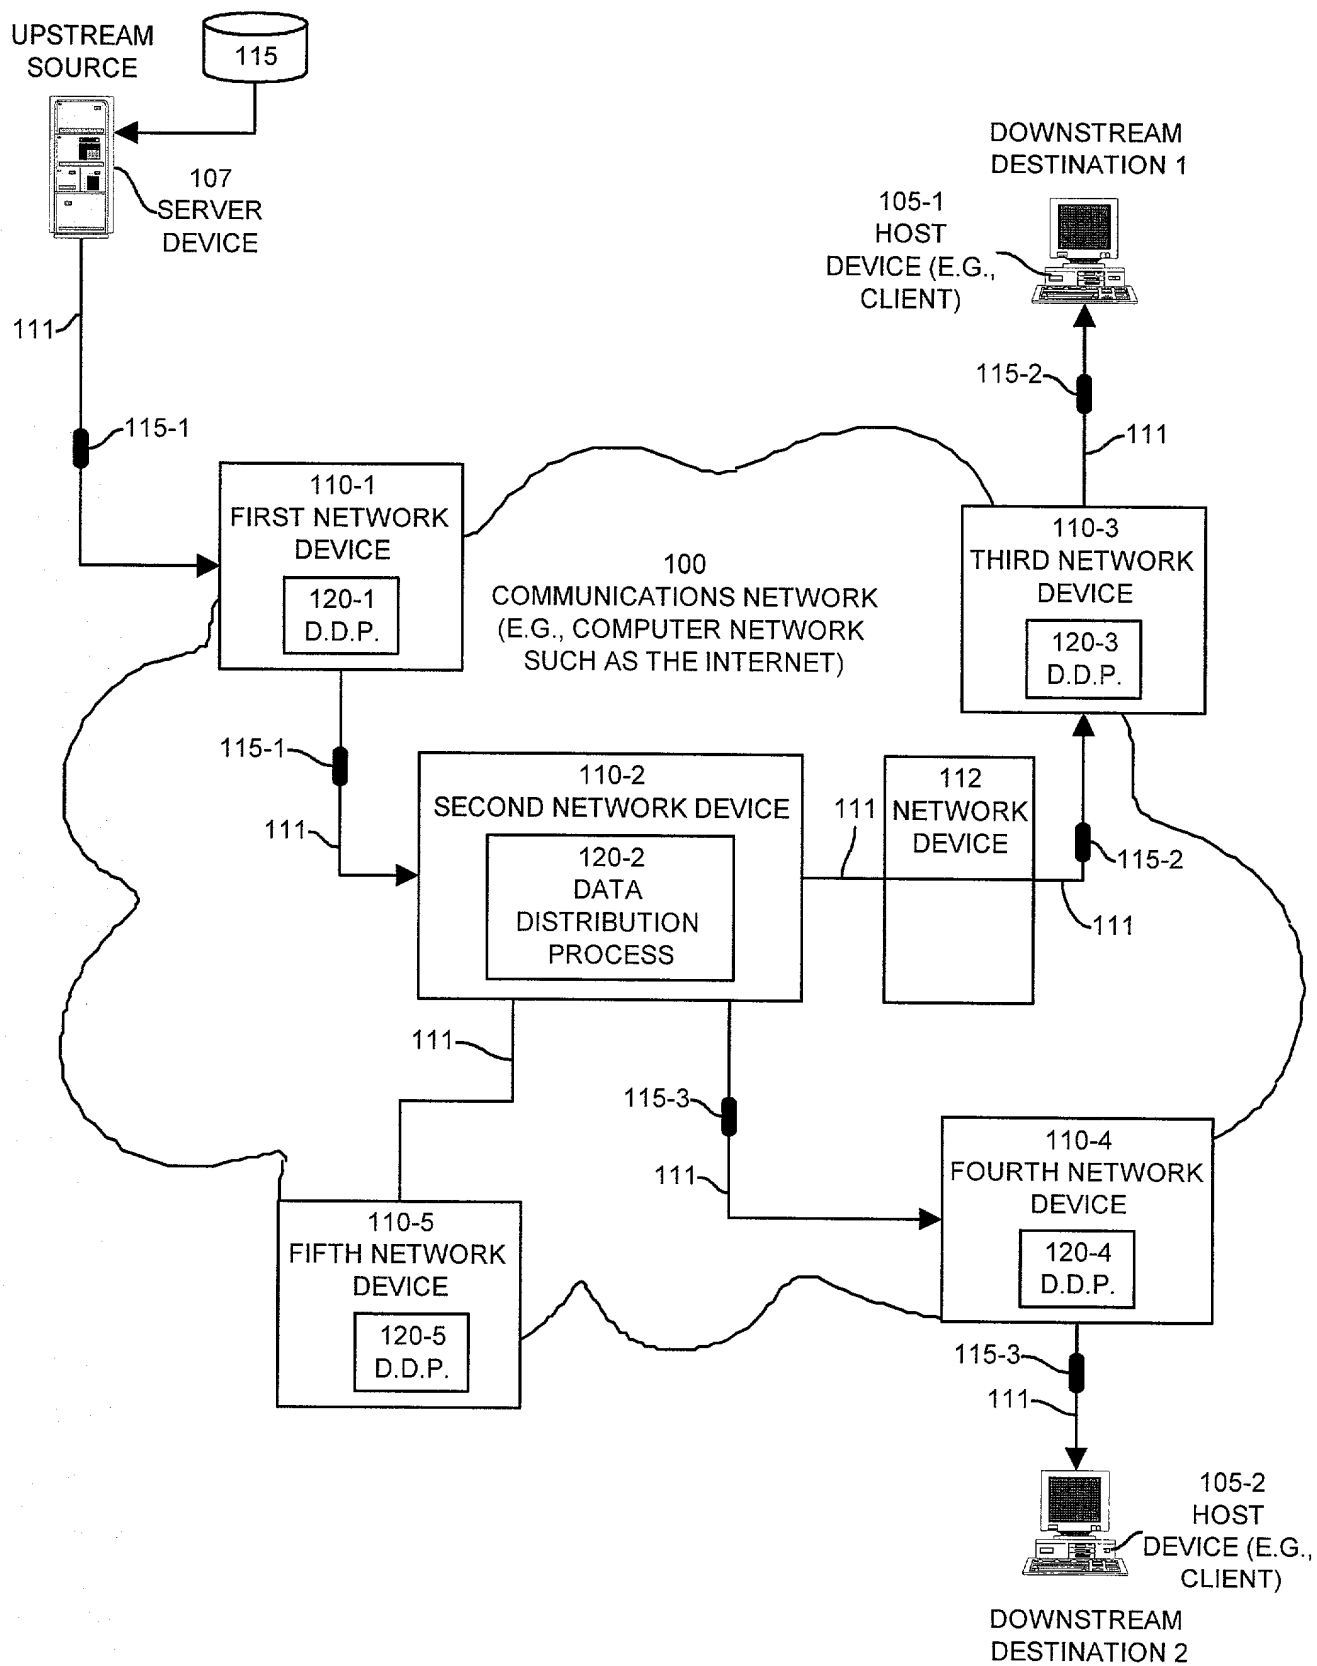 UPSTREAM
SOURCE
115
107
SERVER
DEVICE
DOWNSTREAM
DESTINATION 1
105-1
HOST
DEVICE (E.G.,
CLIENT)
111
115-2
115-1
111
110-1
FIRST NETWORK
DEVICE
120-1
D.D.P.
100
COMMUNICATIONS NETWORK
(E.G., COMPUTER NETWORK
SUCH AS THE INTERNET)
110-3
THIRD NETWORK
DEVICE
120-3
D.D.P.
115-1
111
110-2
SECOND NETWORK DEVICE
120-2
DATA
DISTRIBUTION
PROCESS
111
112
NETWORK
DEVICE
115-2
111
111
115-3
111
110-4
FOURTH NETWORK
DEVICE
120-4
D.D.P.
110-5
FIFTH NETWORK
DEVICE
120-5
D.D.P.
115-3
111
105-2
HOST
DEVICE (E.G.,
CLIENT)
DOWNSTREAM
DESTINATION 2